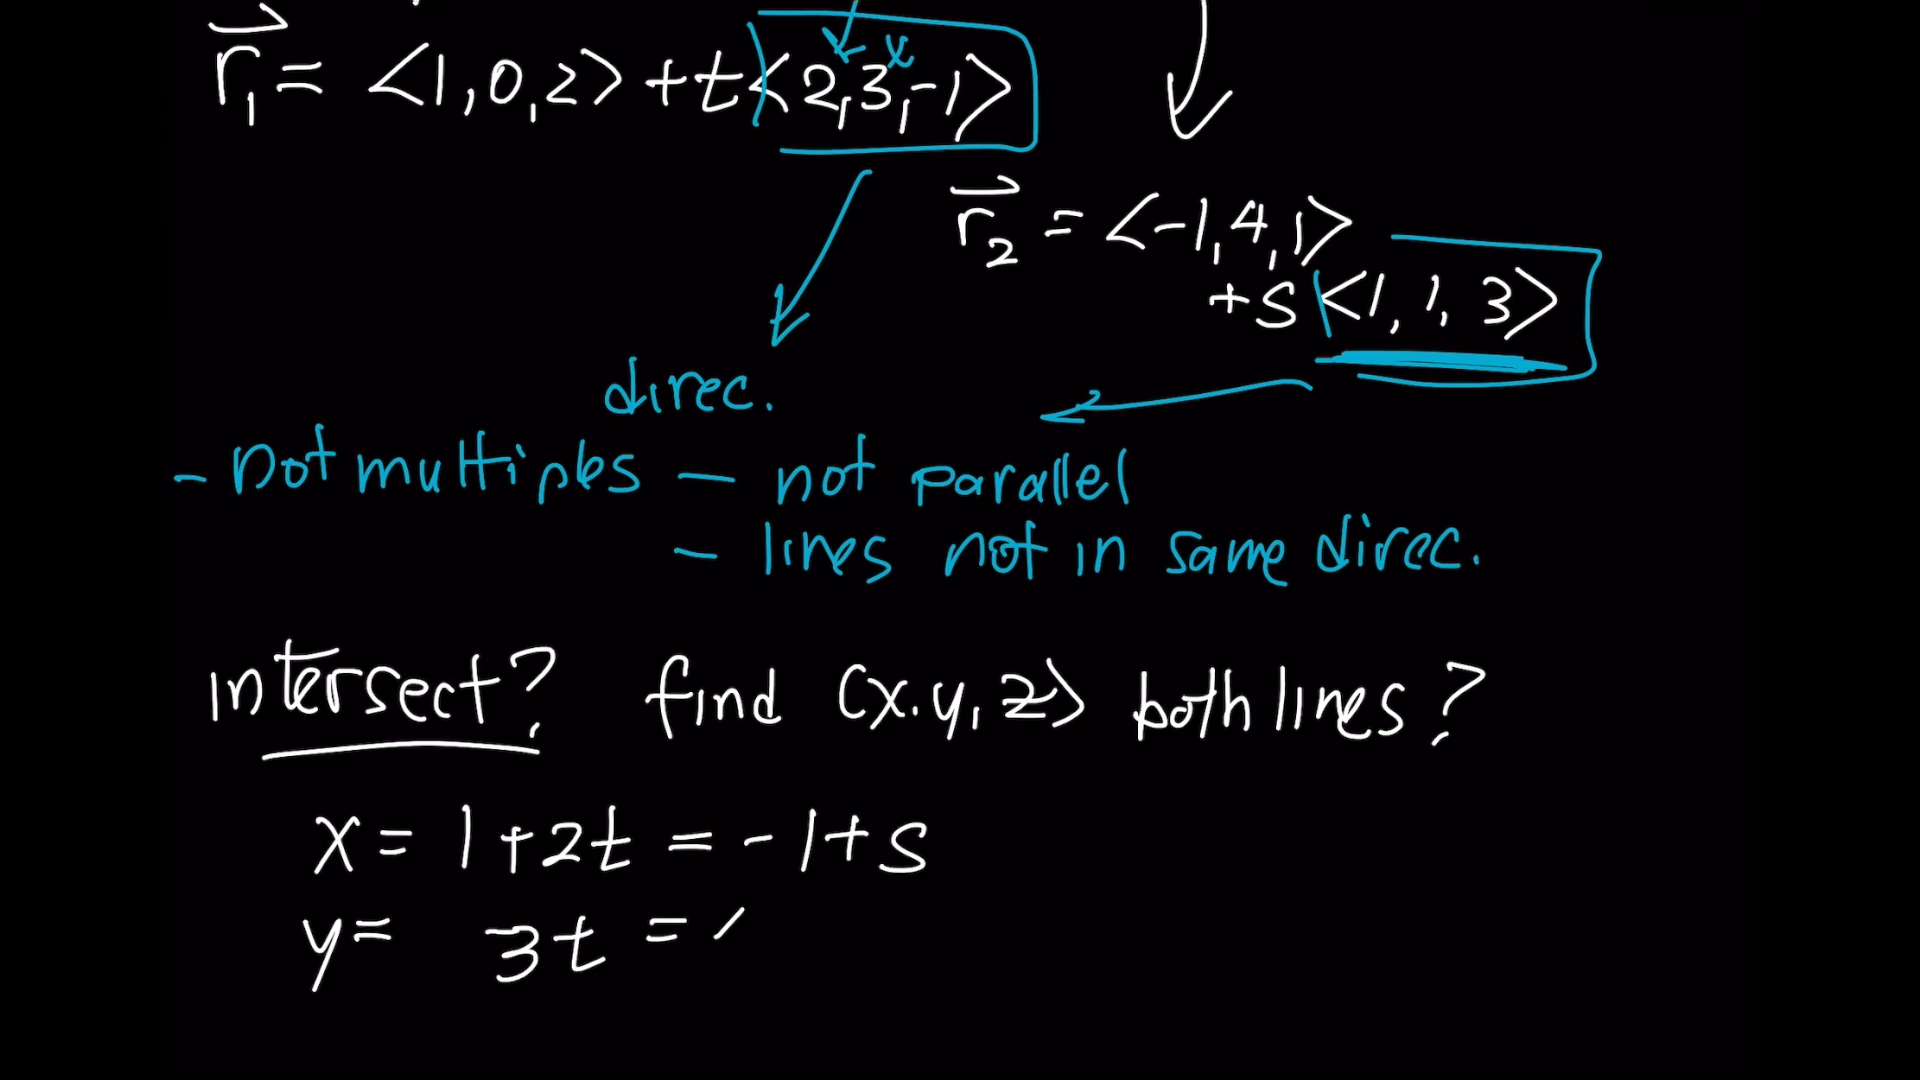 r₁ = <1,0,2> + t<2,3,-1>
x
r₂ = <-1,4,1>
+ s<1, 1, 3>
direc.
- not multiples - not parallel
- lines not in same direc.
intersect? find (x, y, z) both lines?
x = 1+2t = -1+s
y = 3t =